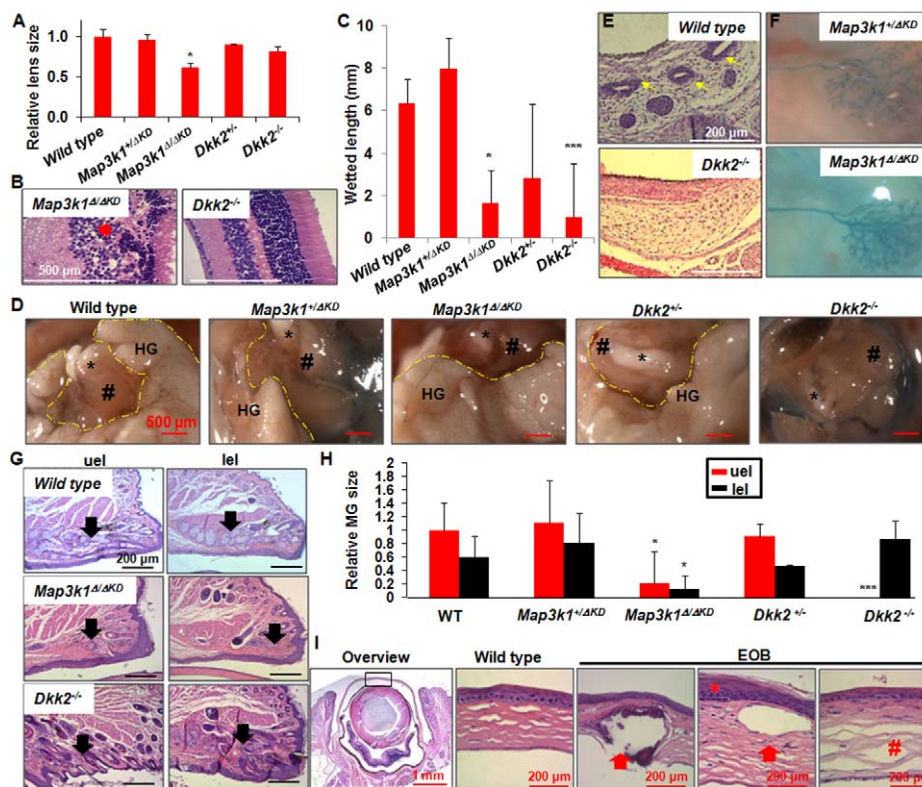 A
Relative lens size
1.0
0.5
0.0
*
Wild type
Map3k1+/ΔKD
Map3k1Δ/ΔKD
Dkk2+/-
Dkk2-/-
B
Map3k1Δ/ΔKD
500 µm
Dkk2-/-
C
Wetted length (mm)
10
8
6
4
2
0
*
***
Wild type
Map3k1+/ΔKD
Map3k1Δ/ΔKD
Dkk2+/-
Dkk2-/-
E
Wild type
200 µm
Dkk2-/-
F
Map3k1+/ΔKD
Map3k1Δ/ΔKD
D
Wild type
*
HG
#
500 µm
Map3k1+/ΔKD
*
#
HG
Map3k1Δ/ΔKD
*
#
HG
Dkk2+/-
#
*
HG
Dkk2-/-
#
*
G
uel
lel
Wild type
200 µm
Map3k1Δ/ΔKD
Dkk2-/-
H
Relative MG size
2
1.8
1.6
1.4
1.2
1
0.8
0.6
0.4
0.2
0
uel
lel
*
*
***
WT
Map3k1+/ΔKD
Map3k1Δ/ΔKD
Dkk2+/-
Dkk2-/-
I
Overview
1 mm
Wild type
200 µm
EOB
200 µm
*
200 µm
#
200 µm